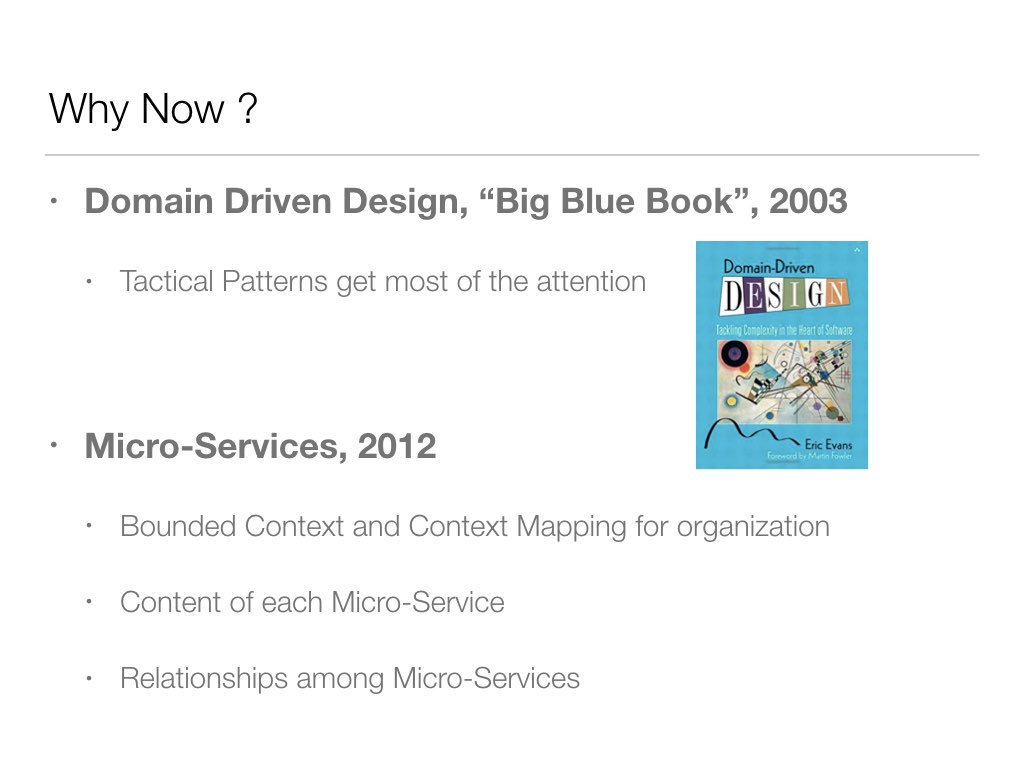 Why Now ?
• Domain Driven Design, “Big Blue Book”, 2003
• Tactical Patterns get most of the attention
Domain-Driven
DESIGN
Tackling Complexity in the Heart of Software
Eric Evans
Foreword by Martin Fowler
• Micro-Services, 2012
• Bounded Context and Context Mapping for organization
• Content of each Micro-Service
• Relationships among Micro-Services